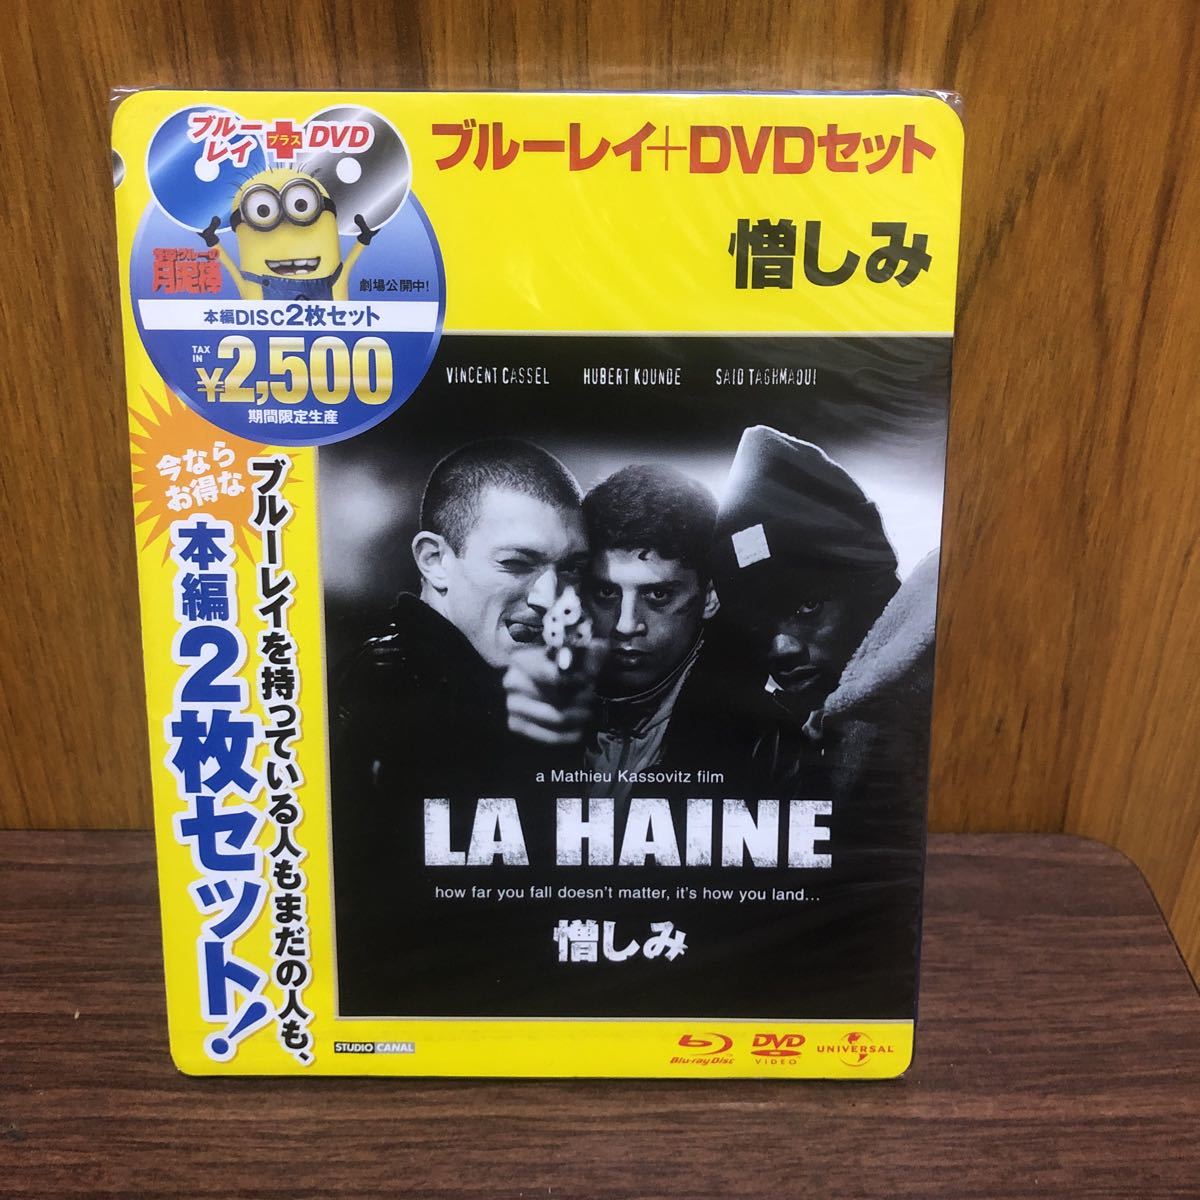 ブルー
レイ
プラス
DVD
ブルーレイ+DVDセット
憎しみ
月泥棒
劇場公開中!
本編DISC2枚セット
TAX
IN
¥2,500
期間限定生産
今なら
お得な
ブルーレイを持っている人もまだの人も、
本編2枚セット!
VINCENT CASSEL HUBERT KOUNDE SAID TAGHMAOUI
a Mathieu Kassovitz film
LA HAINE
how far you fall doesn't matter, it's how you land...
憎しみ
STUDIO CANAL
Blu-ray Disc
DVD
VIDEO
UNIVERSAL